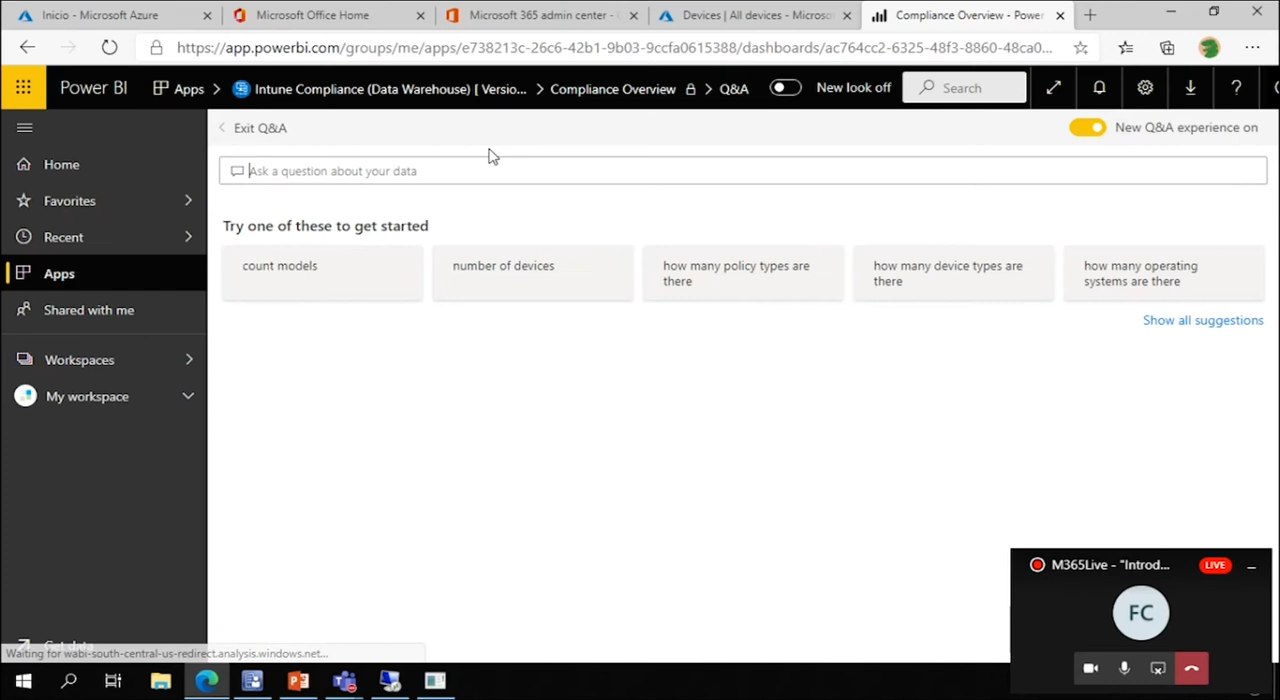 Inicio - Microsoft Azure
Microsoft Office Home
Microsoft 365 admin center -
Devices | All devices - Microso
Compliance Overview - Power
https://app.powerbi.com/groups/me/apps/e738213c-26c6-42b1-9b03-9ccfa0615388/dashboards/ac764cc2-6325-48f3-8860-48ca0...
Power BI
Apps > Intune Compliance (Data Warehouse) [ Versio... > Compliance Overview > Q&A
New look off
Search
?
Exit Q&A
New Q&A experience on
Ask a question about your data
Try one of these to get started
count models
number of devices
how many policy types are
there
how many device types are
there
how many operating
systems are there
Show all suggestions
Home
Favorites
Recent
Apps
Shared with me
Workspaces
My workspace
Get data
Waiting for wabi-south-central-us-redirect.analysis.windows.net...
M365Live - "Introd...
LIVE
FC